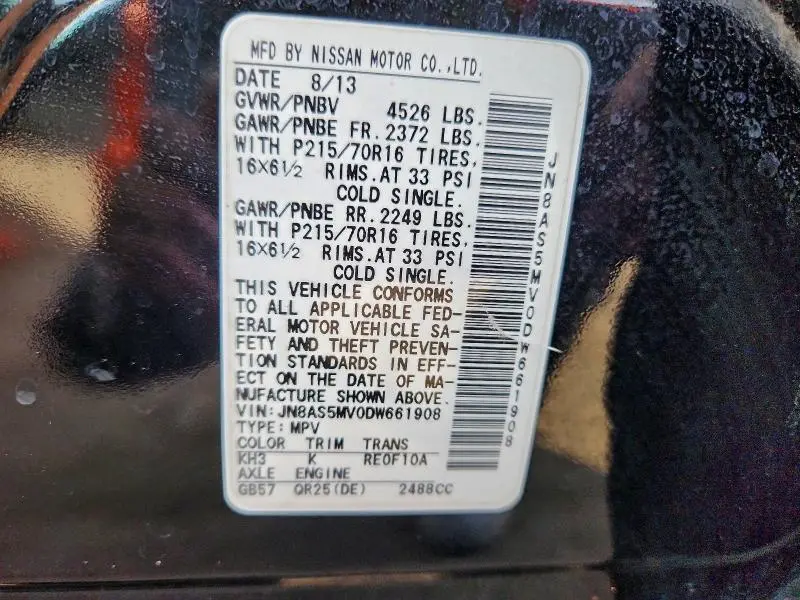 MFD BY NISSAN MOTOR CO.,LTD.
DATE 8/13
GVWR/PNBV 4526 LBS.
GAWR/PNBE FR. 2372 LBS.
WITH P215/70R16 TIRES,
16X6½ RIMS.AT 33 PSI
COLD SINGLE.
GAWR/PNBE RR. 2249 LBS.
WITH P215/70R16 TIRES,
16X6½ RIMS.AT 33 PSI
COLD SINGLE.
THIS VEHICLE CONFORMS
TO ALL APPLICABLE FED-
ERAL MOTOR VEHICLE SA-
FETY AND THEFT PREVEN-
TION STANDARDS IN EFF-
ECT ON THE DATE OF MA-
NUFACTURE SHOWN ABOVE.
VIN: JN8AS5MV0DW661908
TYPE: MPV
COLOR TRIM TRANS
KH3 K RE0F10A
AXLE ENGINE
GB57 QR25(DE) 2488CC
JN8AS5MV0DW661908